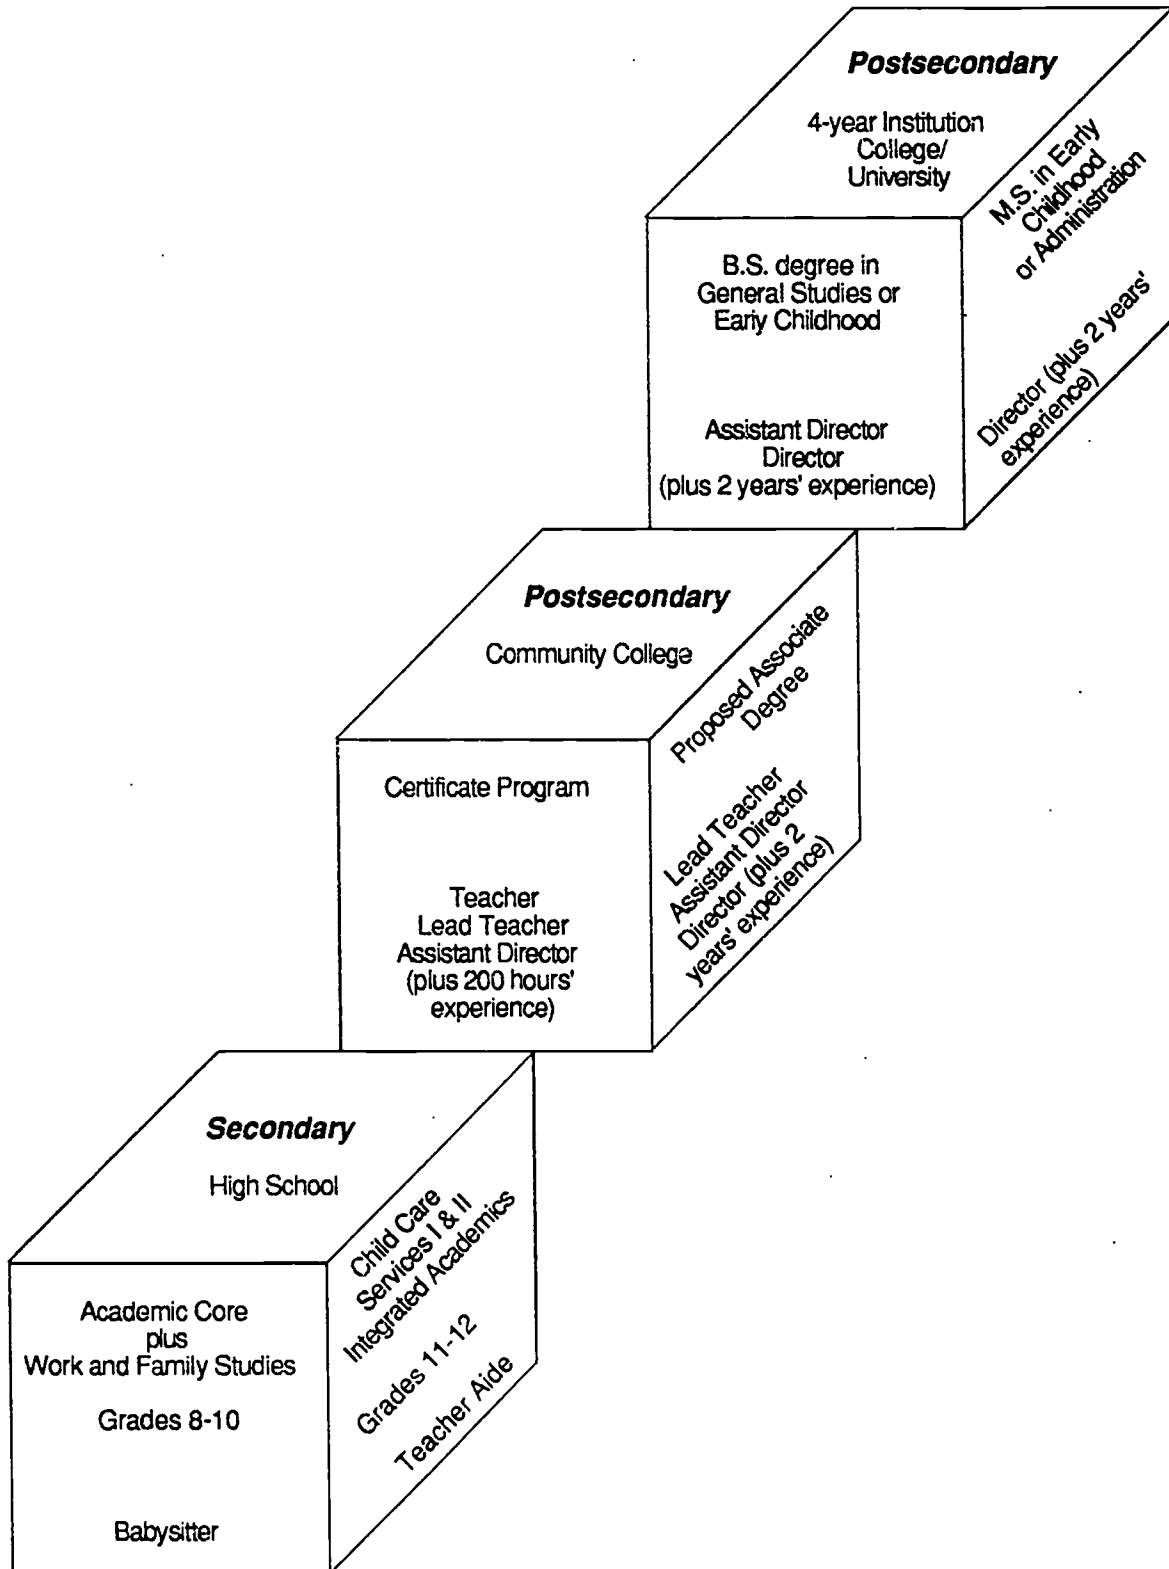 Postsecondary
4-year Institution
College/
University
B.S. degree in
General Studies or
Early Childhood
Assistant Director
Director
(plus 2 years' experience)
M.S. in Early
Childhood
or Administration
Director (plus 2 years'
experience)
Postsecondary
Community College
Certificate Program
Teacher
Lead Teacher
Assistant Director
(plus 200 hours'
experience)
Proposed Associate
Degree
Lead Teacher
Assistant Director
Director (plus 2
years' experience)
Secondary
High School
Academic Core
plus
Work and Family Studies
Grades 8-10
Babysitter
Child Care
Services I & II
Integrated Academics
Grades 11-12
Teacher Aide